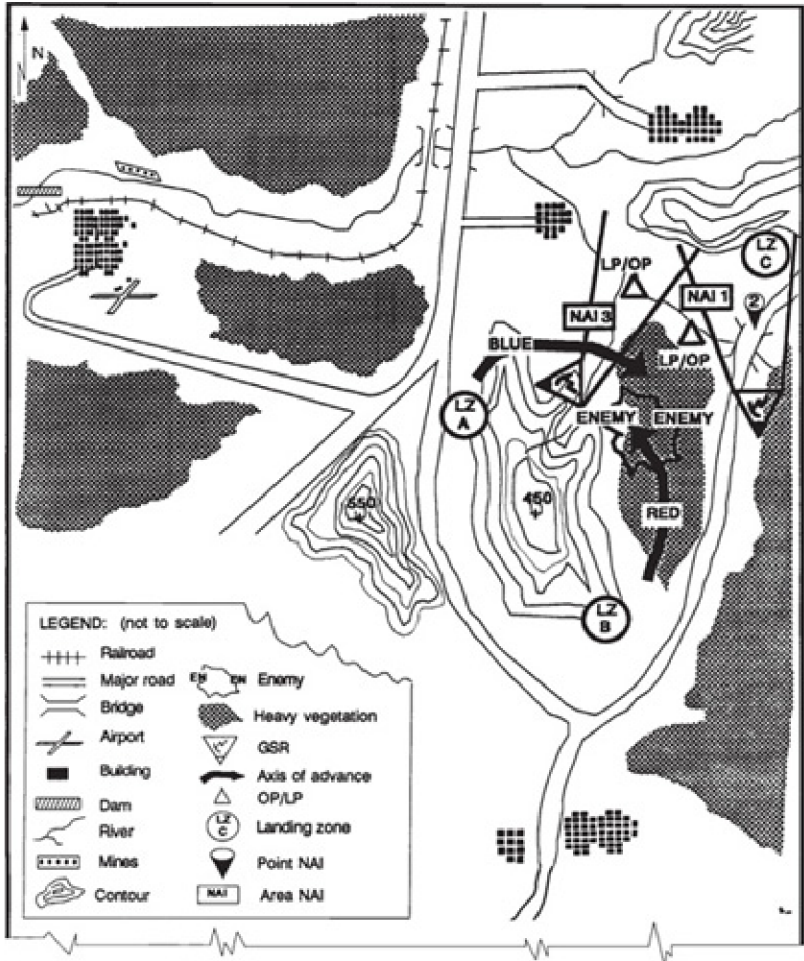 N
LZ
C
LP/OP
NAI 1
2
NAI 3
BLUE
LP/OP
LZ
A
ENEMY
ENEMY
550
450
RED
LZ
B
LEGEND: (not to scale)
Railroad
Major road
Bridge
Airport
Building
Dam
River
Mines
Contour
EN EN Enemy
Heavy vegetation
GSR
Axis of advance
OP/LP
LZ
C
Landing zone
Point NAI
NAI Area NAI